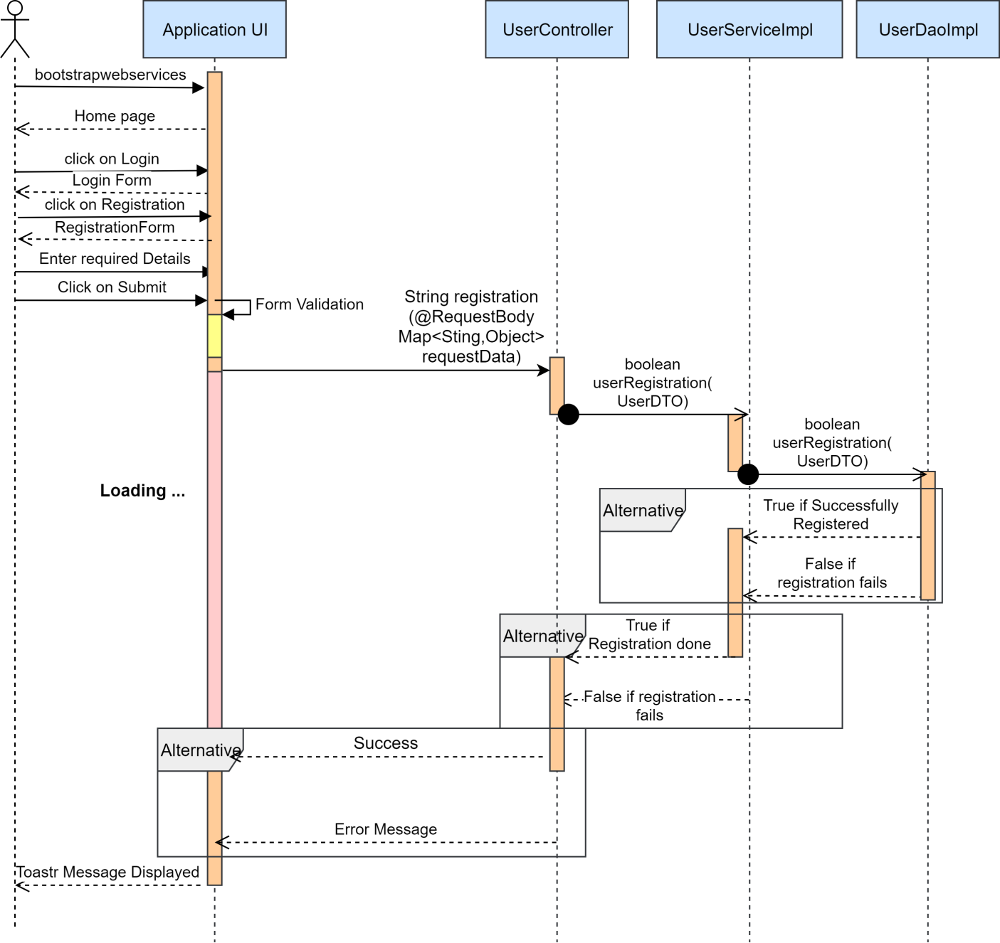 Application UI
UserController
UserServiceImpl
UserDaoImpl
bootstrapwebservices
Home page
click on Login
Login Form
click on Registration
RegistrationForm
Enter required Details
Click on Submit
Form Validation
String registration
(@RequestBody
Map<Sting,Object>
requestData)
boolean
userRegistration(
UserDTO)
boolean
userRegistration(
UserDTO)
Loading ...
Alternative
True if Successfully
Registered
False if
registration fails
Alternative
True if
Registration done
False if registration
fails
Alternative
Success
Error Message
Toastr Message Displayed